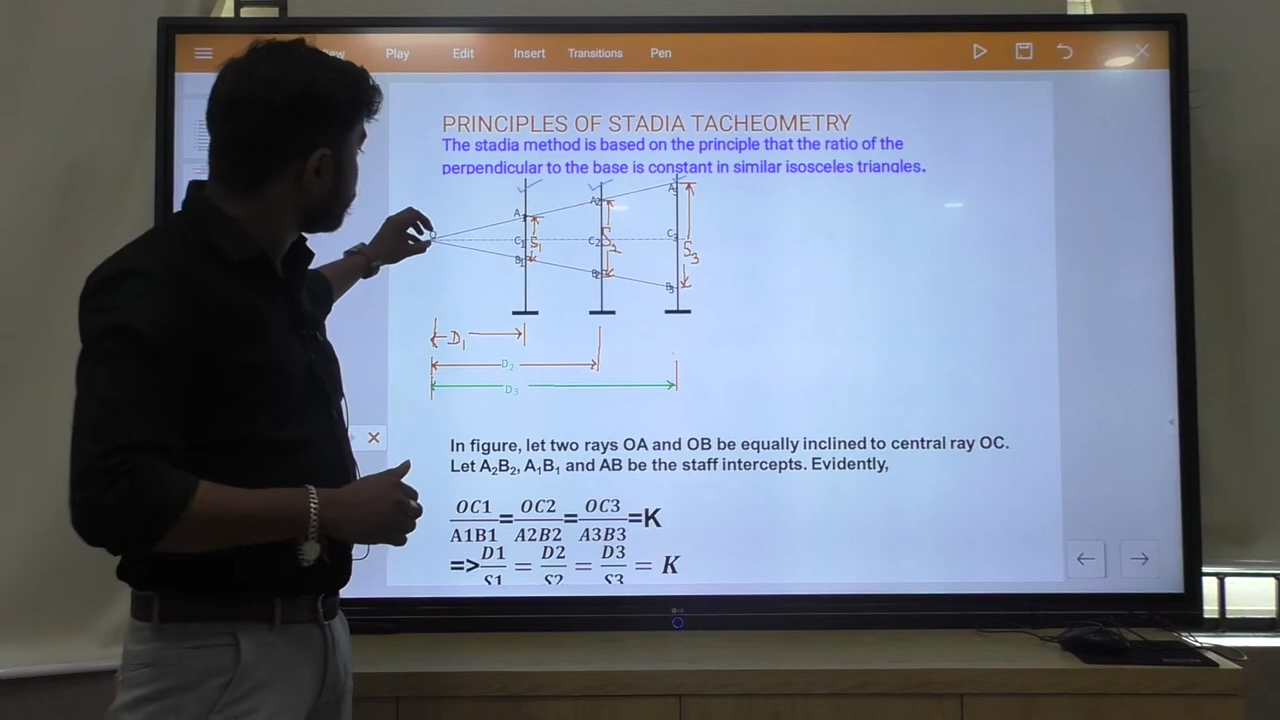 Play Edit Insert Transitions Pen
PRINCIPLES OF STADIA TACHEOMETRY
The stadia method is based on the principle that the ratio of the
perpendicular to the base is constant in similar isosceles triangles.
A2
C₁ S₁ C2 S₂ C3 S₃
B1 B2 B3
D₁
D₂
D₃
In figure, let two rays OA and OB be equally inclined to central ray OC.
Let A₂B₂, A₁B₁ and AB be the staff intercepts. Evidently,
OC1/A1B1=OC2/A2B2=OC3/A3B3=K
=>D1/S1 = D2/S2 = D3/S3 = K
LG